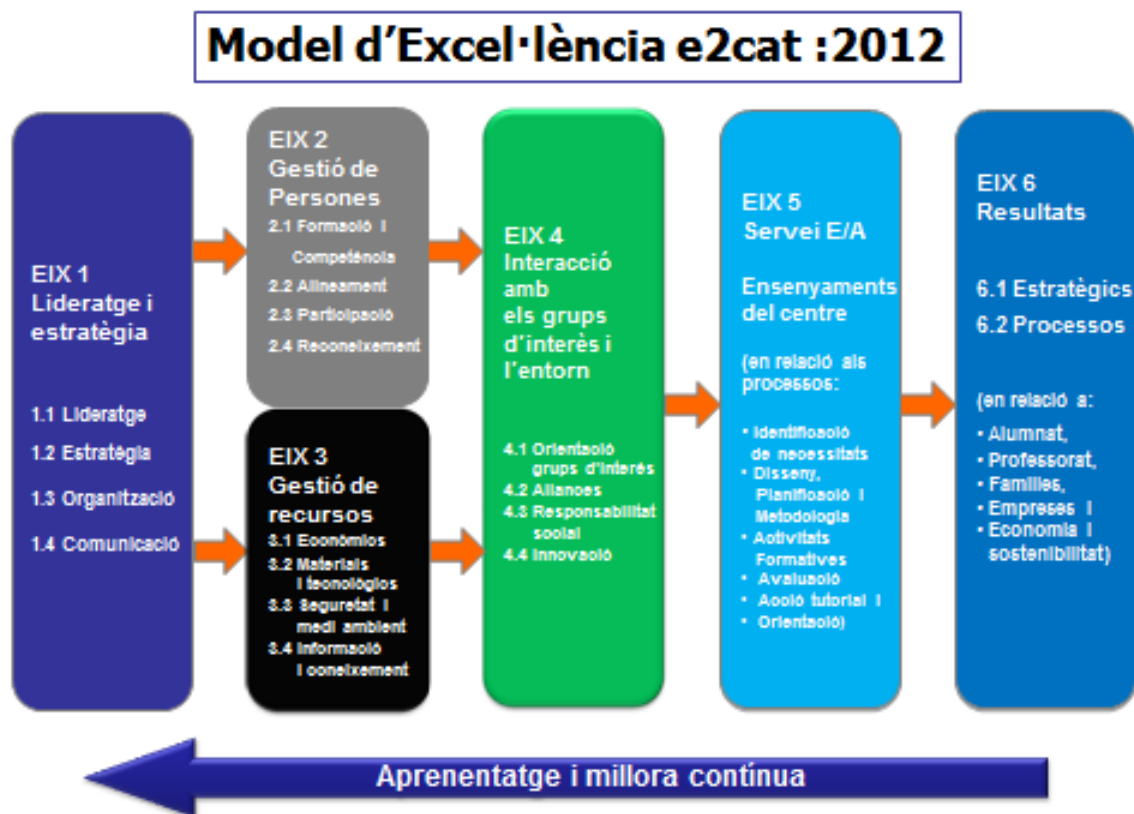 Model d’Excel·lència e2cat :2012
EIX 1
Lideratge i
estratègia
1.1 Lideratge
1.2 Estratègia
1.3 Organització
1.4 Comunicació
EIX 2
Gestió de
Persones
2.1 Formació i
Competència
2.2 Alineament
2.3 Participació
2.4 Reconeixement
EIX 3
Gestió de
recursos
3.1 Econòmics
3.2 Materials
i tecnològics
3.3 Seguretat i
medi ambient
3.4 Informació
i coneixement
EIX 4
Interacció
amb
els grups
d’interès i
l’entorn
4.1 Orientació
grups d’interès
4.2 Aliances
4.3 Responsabilitat
social
4.4 Innovació
EIX 5
Servei E/A
Ensenyaments
del centre
(en relació als
processos:
• Identificació
de necessitats
• Disseny,
Planificació i
Metodologia
• Activitats
Formatives
• Avaluació
• Acció tutorial i
• Orientació)
EIX 6
Resultats
6.1 Estratègics
6.2 Processos
(en relació a:
• Alumnat,
• Professorat,
• Families,
• Empreses i
• Economia i
sostenibilitat)
Aprenentatge i millora contínua